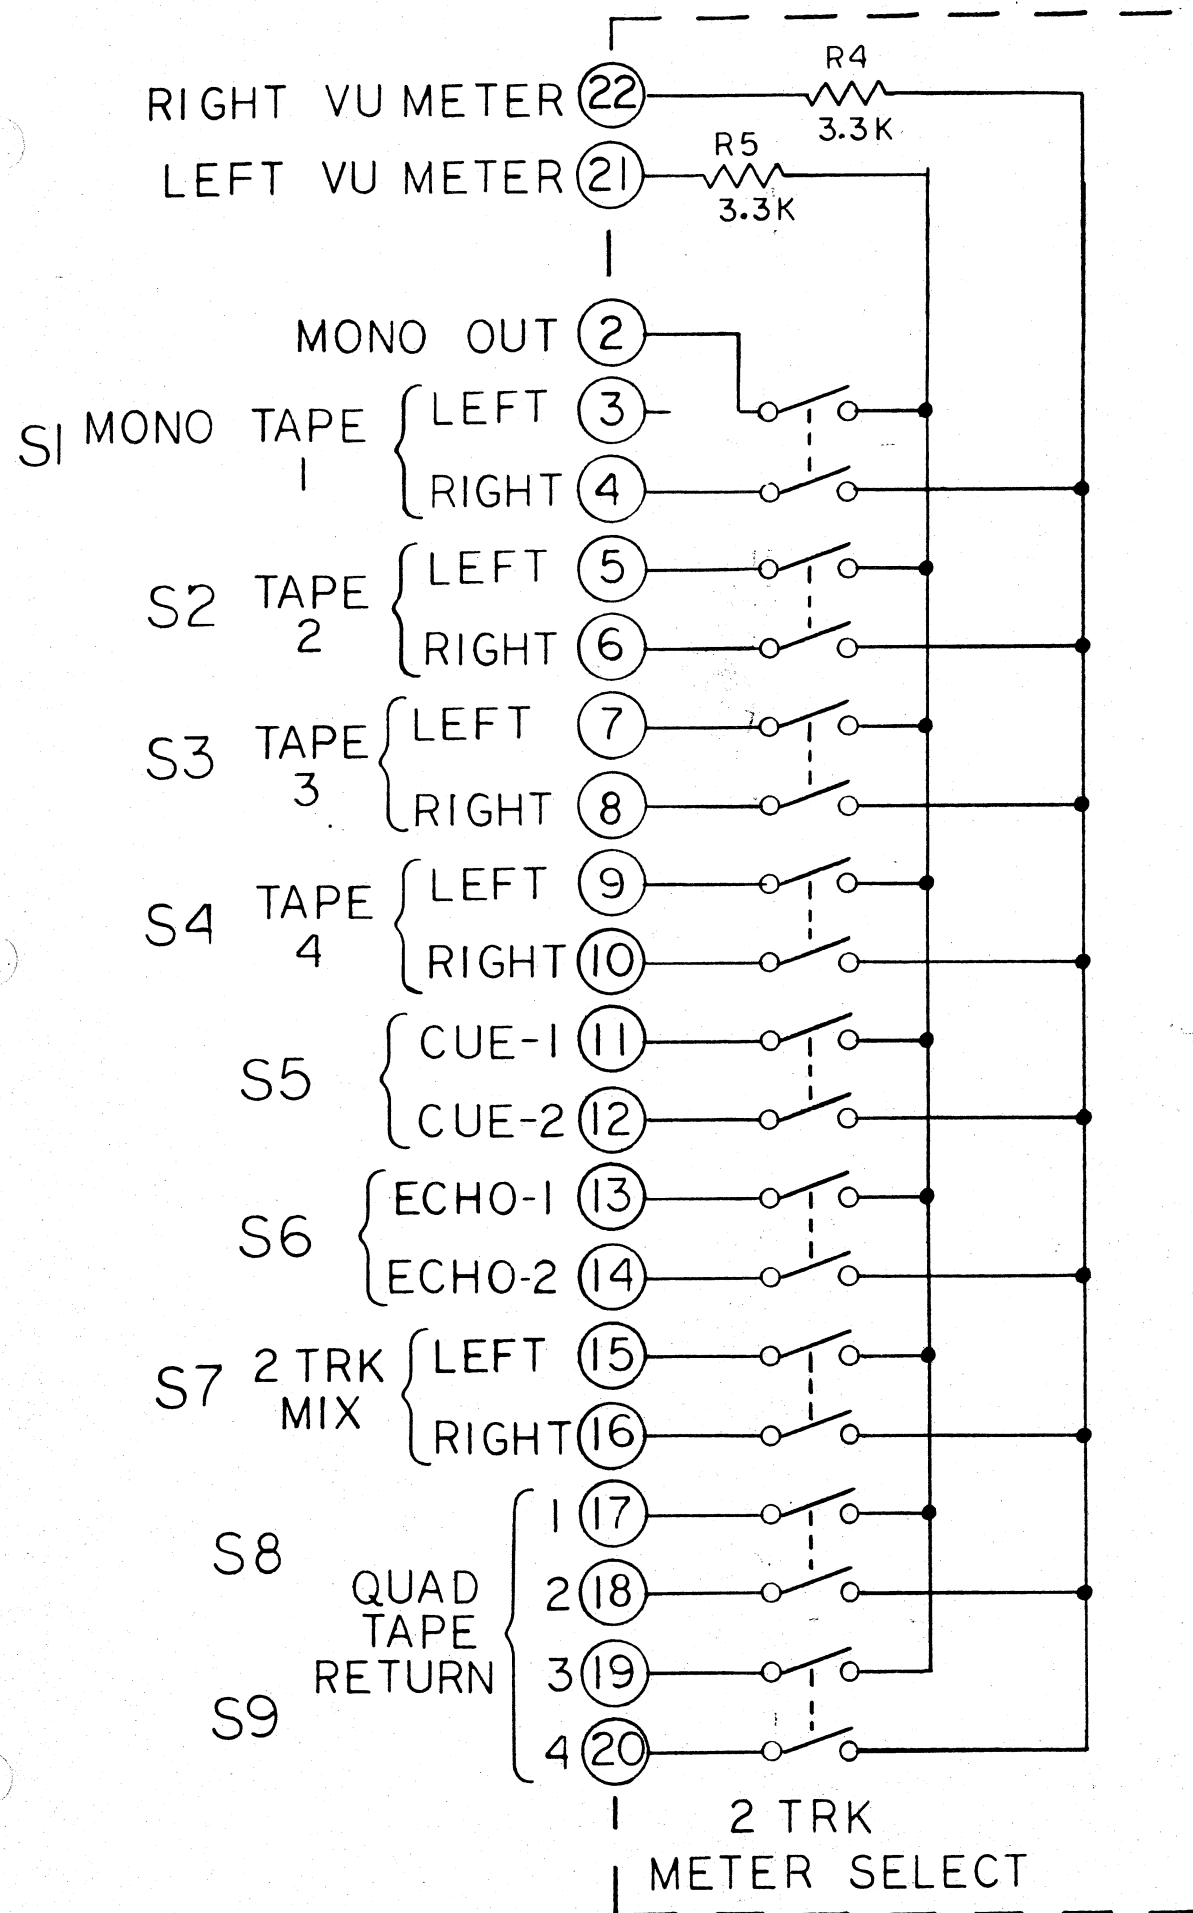 R4
RIGHT VU METER 22
3.3K
R5
LEFT VU METER 21
3.3K
MONO OUT 2
S1 MONO TAPE 1
LEFT 3
RIGHT 4
S2 TAPE 2
LEFT 5
RIGHT 6
S3 TAPE 3
LEFT 7
RIGHT 8
S4 TAPE 4
LEFT 9
RIGHT 10
S5
CUE-1 11
CUE-2 12
S6
ECHO-1 13
ECHO-2 14
S7 2 TRK
MIX
LEFT 15
RIGHT 16
S8
S9
QUAD
TAPE
RETURN
1 17
2 18
3 19
4 20
2 TRK
METER SELECT